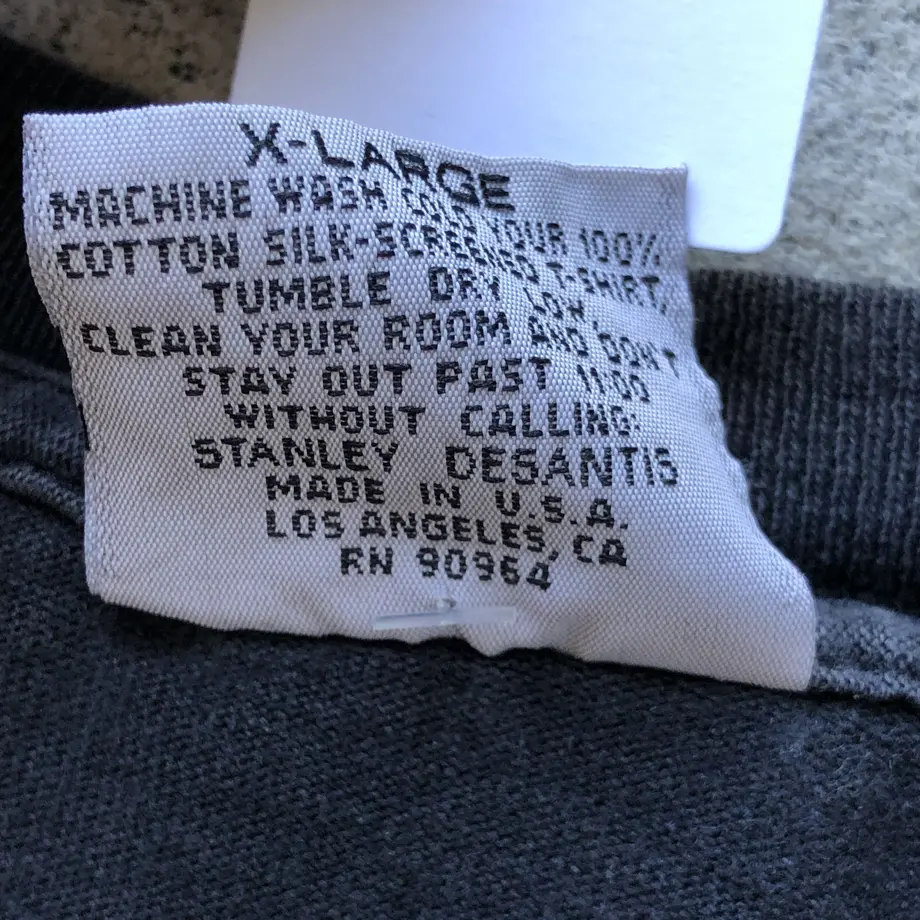 X-LARGE
MACHINE WASH COLD YOUR 100%
COTTON SILK-SCREENED T-SHIRT,
TUMBLE DRY LOW,
CLEAN YOUR ROOM AND DON'T
STAY OUT PAST 11:00
WITHOUT CALLING:
STANLEY DESANTIS
MADE IN U.S.A.
LOS ANGELES, CA
RN 90964